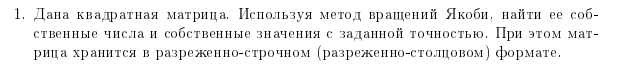 1. Дана квадратная матрица. Используя метод вращений Якоби, найти ее соб-
ственные числа и собственные значения с заданной точностью. При этом мат-
рица хранится в разреженно-строчном (разреженно-столцовом) формате.